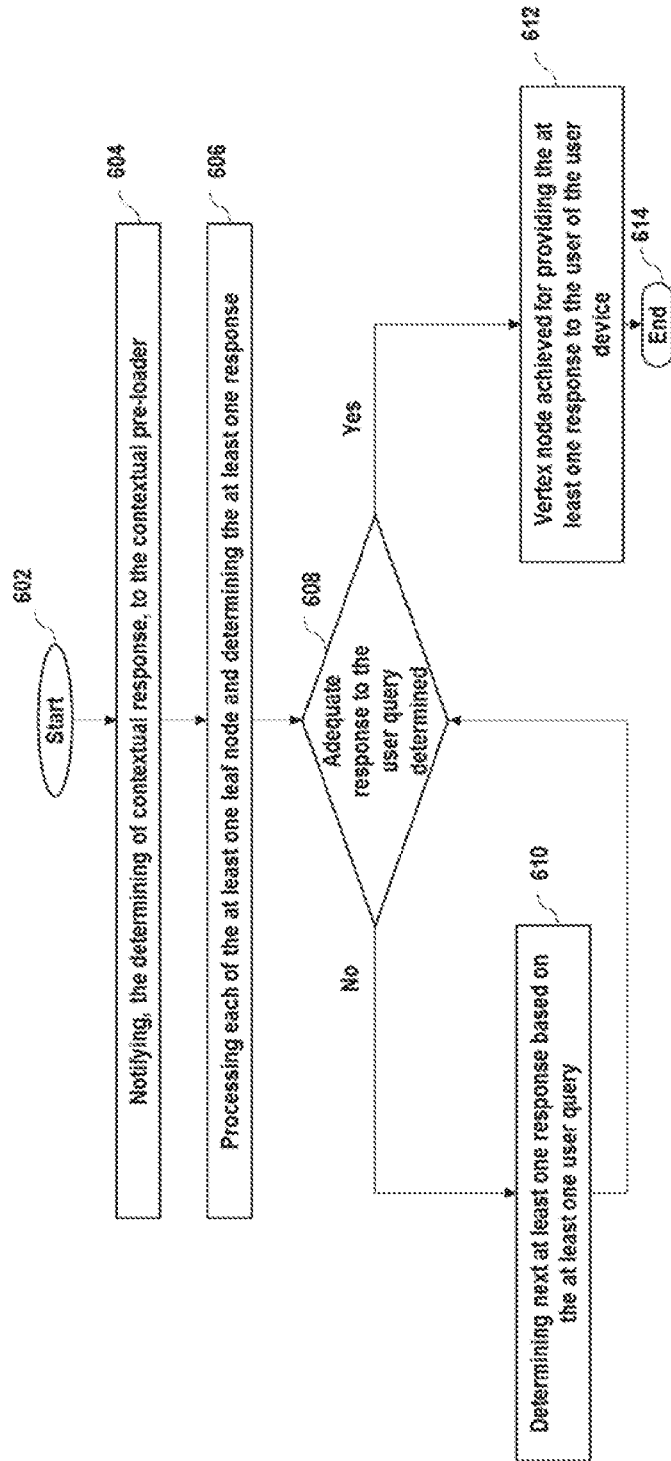 602
Start
604
Notifying, the determining of contextual response, to the contextual pre-loader
606
Processing each of the at least one leaf node and determining the at least one response
608
Adequate
response to the
user query
determined
No
Yes
610
Determining next at least one response based on
the at least one user query
612
Vertex node achieved for providing the at
least one response to the user of the user
device
614
End